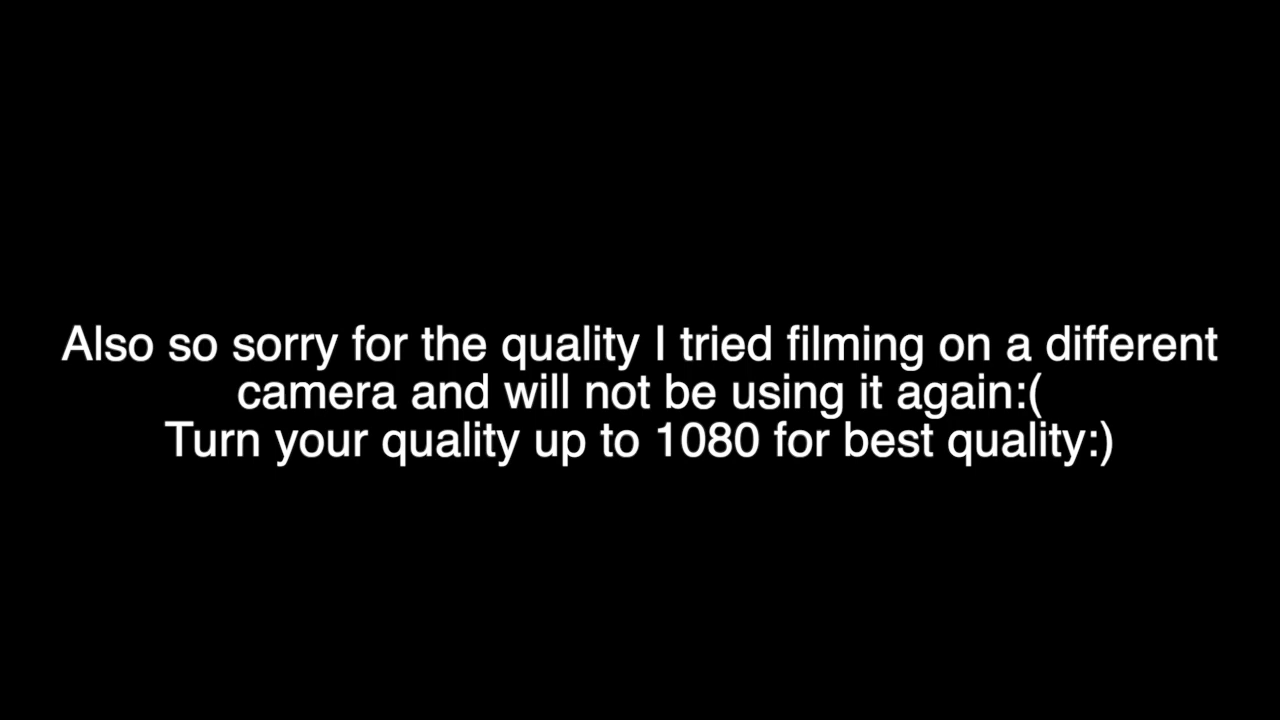 Also so sorry for the quality I tried filming on a different
camera and will not be using it again:(
Turn your quality up to 1080 for best quality:)